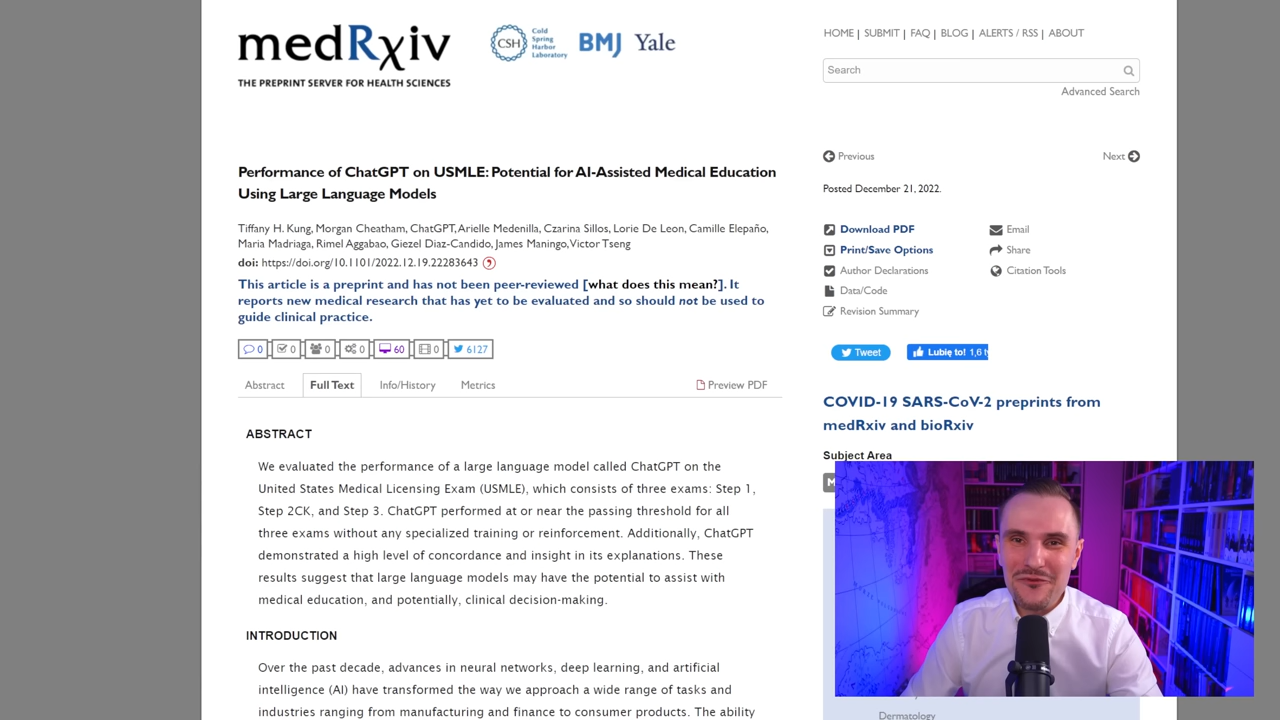 medRxiv
THE PREPRINT SERVER FOR HEALTH SCIENCES
CSH
Cold
Spring
Harbor
Laboratory
BMJ Yale
HOME | SUBMIT | FAQ | BLOG | ALERTS / RSS | ABOUT
Search
Advanced Search
Performance of ChatGPT on USMLE: Potential for AI-Assisted Medical Education
Using Large Language Models
Tiffany H. Kung, Morgan Cheatham, ChatGPT, Arielle Medenilla, Czarina Sillos, Lorie De Leon, Camille Elepaño,
Maria Madriaga, Rimel Aggabao, Giezel Diaz-Candido, James Maningo, Victor Tseng
doi: https://doi.org/10.1101/2022.12.19.22283643
This article is a preprint and has not been peer-reviewed [what does this mean?]. It
reports new medical research that has yet to be evaluated and so should not be used to
guide clinical practice.
0 0 0 0 60 0 6127
Abstract Full Text Info/History Metrics Preview PDF
ABSTRACT
We evaluated the performance of a large language model called ChatGPT on the
United States Medical Licensing Exam (USMLE), which consists of three exams: Step 1,
Step 2CK, and Step 3. ChatGPT performed at or near the passing threshold for all
three exams without any specialized training or reinforcement. Additionally, ChatGPT
demonstrated a high level of concordance and insight in its explanations. These
results suggest that large language models may have the potential to assist with
medical education, and potentially, clinical decision-making.
INTRODUCTION
Over the past decade, advances in neural networks, deep learning, and artificial
intelligence (AI) have transformed the way we approach a wide range of tasks and
industries ranging from manufacturing and finance to consumer products. The ability
Previous Next
Posted December 21, 2022.
Download PDF Email
Print/Save Options Share
Author Declarations Citation Tools
Data/Code
Revision Summary
Tweet Lubię to! 1,6
COVID-19 SARS-CoV-2 preprints from
medRxiv and bioRxiv
Subject Area
Dermatology